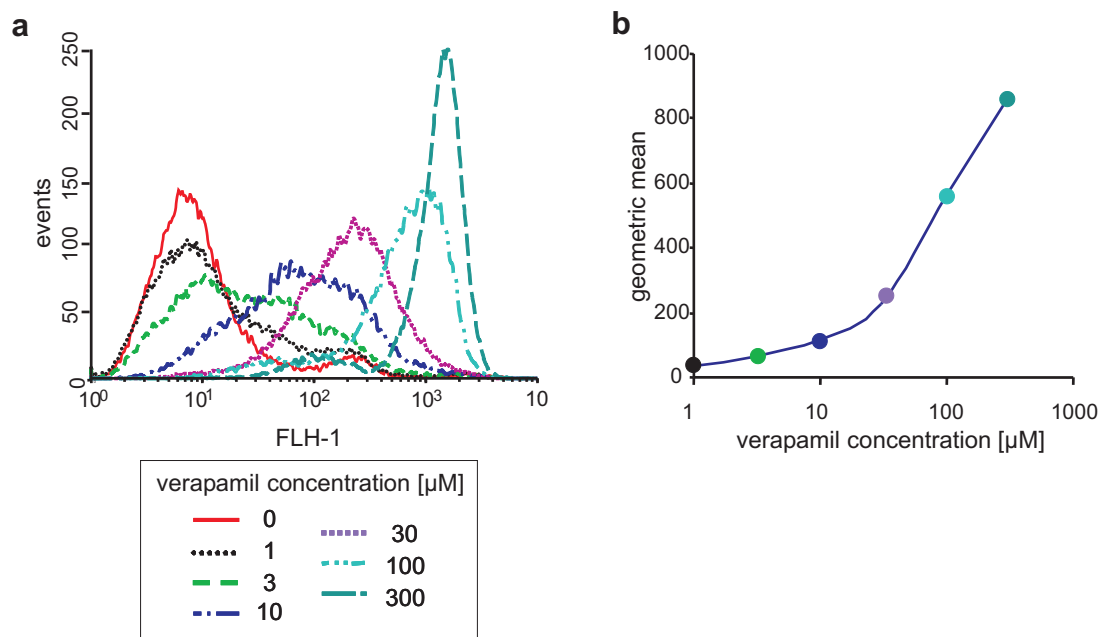 a
250
200
150
100
50
0
events
10⁰ 10¹ 10² 10³ 10
FLH-1
verapamil concentration [µM]
0
1
3
10
30
100
300
b
1000
800
600
400
200
0
geometric mean
1 10 100 1000
verapamil concentration [µM]